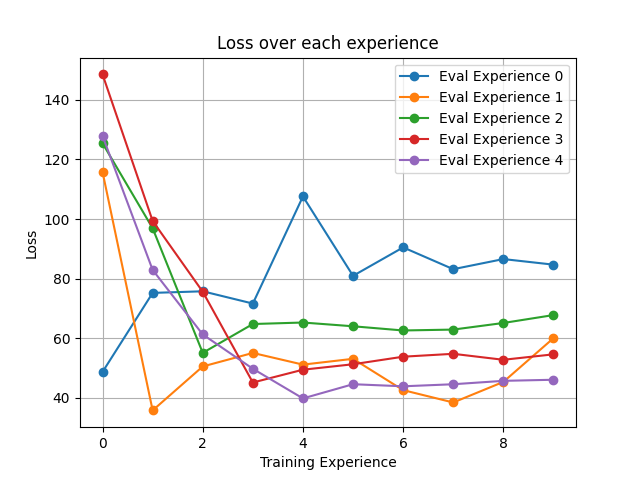 Loss over each experience
Eval Experience 0
Eval Experience 1
Eval Experience 2
Eval Experience 3
Eval Experience 4
140
120
100
80
60
40
Loss
0 2 4 6 8
Training Experience